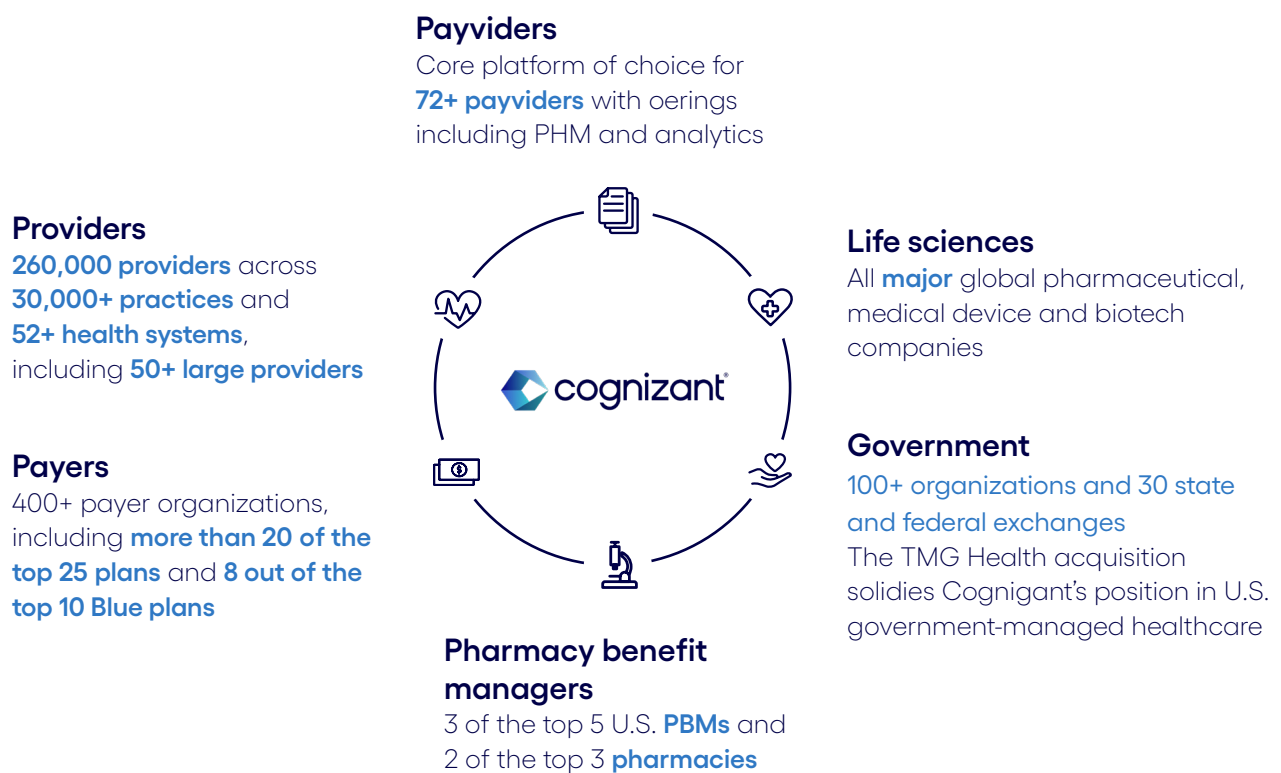 Payviders
Core platform of choice for
72+ payviders with oerings
including PHM and analytics
Providers
260,000 providers across
30,000+ practices and
52+ health systems,
including 50+ large providers
Life sciences
All major global pharmaceutical,
medical device and biotech
companies
cognizant®
Payers
400+ payer organizations,
including more than 20 of the
top 25 plans and 8 out of the
top 10 Blue plans
Government
100+ organizations and 30 state
and federal exchanges
The TMG Health acquisition
solidies Cognigant's position in U.S.
government-managed healthcare
Pharmacy benefit
managers
3 of the top 5 U.S. PBMs and
2 of the top 3 pharmacies